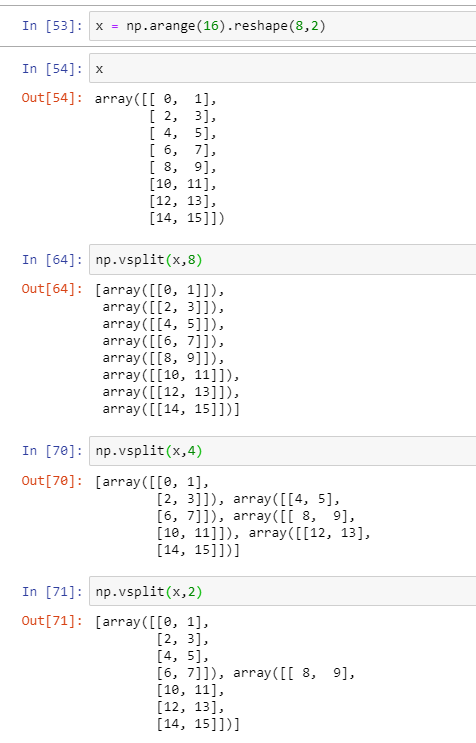 In [53]: x = np.arange(16).reshape(8,2)
In [54]: x
Out[54]: array([[ 0,  1],
       [ 2,  3],
       [ 4,  5],
       [ 6,  7],
       [ 8,  9],
       [10, 11],
       [12, 13],
       [14, 15]])
In [64]: np.vsplit(x,8)
Out[64]: [array([[0, 1]]),
 array([[2, 3]]),
 array([[4, 5]]),
 array([[6, 7]]),
 array([[8, 9]]),
 array([[10, 11]]),
 array([[12, 13]]),
 array([[14, 15]])]
In [70]: np.vsplit(x,4)
Out[70]: [array([[0, 1],
        [2, 3]]), array([[4, 5],
        [6, 7]]), array([[ 8,  9],
        [10, 11]]), array([[12, 13],
        [14, 15]])]
In [71]: np.vsplit(x,2)
Out[71]: [array([[0, 1],
        [2, 3],
        [4, 5],
        [6, 7]]), array([[ 8,  9],
        [10, 11],
        [12, 13],
        [14, 15]])]